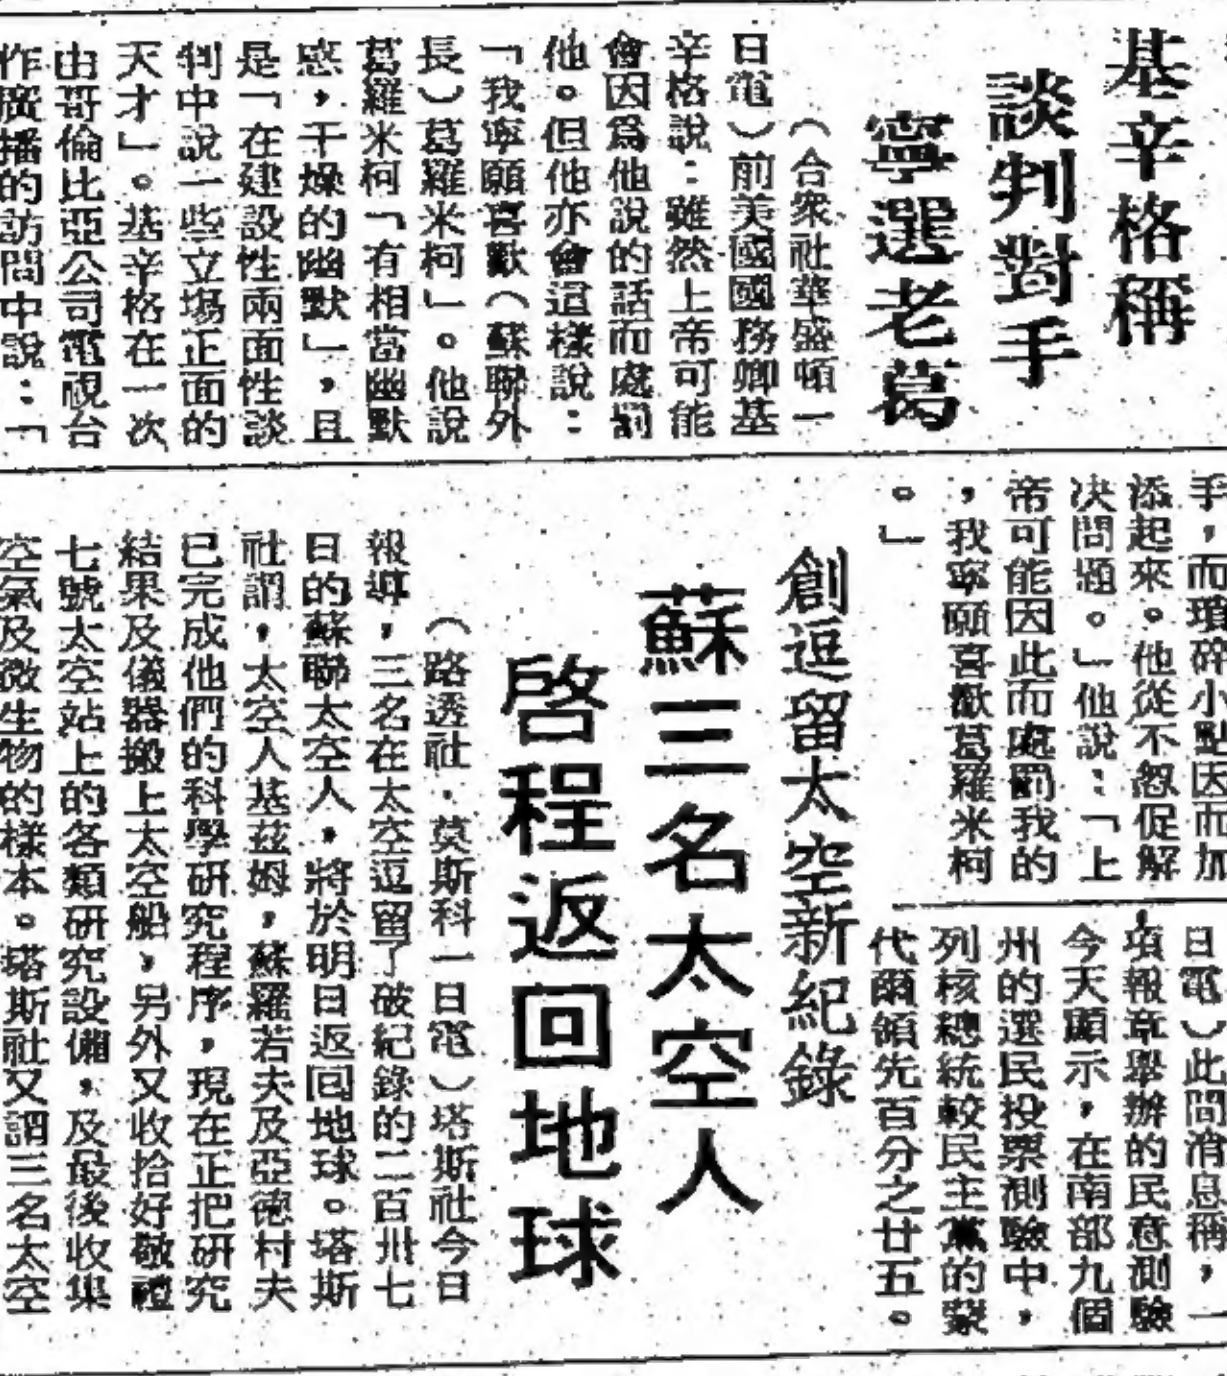 基辛格稱
談判對手
寧選老葛
（合衆社華盛頓一
日電）前美國國務卿基
辛格說：雖然上帝可能
會因爲他說的話而處罰
他。但他亦會這樣說：
「我寧願喜歡（蘇聯外
長）葛羅米柯」。他說
葛羅米柯「有相當幽默
感，干燥的幽默」，且
是「在建設性兩面性談
判中說一些立場正面的
天才」。基辛格在一次
由哥倫比亞公司電視台
作廣播的訪問中說：「
手，而瑣碎小點因而加
添起來。他從不怱促解
决問題。」他說：「上
帝可能因此而處罰我的
，我寧願喜歡葛羅米柯
。」
日電）此間消息稱，一
項報章舉辦的民意測驗
今天顯示，在南部九個
州的選民投票測驗中，
列核總統較民主黨的蒙
代爾領先百分之廿五。
創逗留太空新紀錄
蘇三名太空人
啓程返回地球
（路透社．莫斯科一日電）塔斯社今日
報導，三名在太空逗留了破紀錄的二百卅七
日的蘇聯太空人，將於明日返回地球。塔斯
社謂，太空人基茲姆，蘇羅若夫及亞德村夫
已完成他們的科學研究程序，現在正把研究
結果及儀器搬上太空船，另外又收拾好敬禮
七號太空站上的各類研究設備，及最後收集
空氣及微生物的樣本。塔斯社又謂三名太空